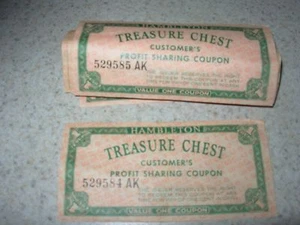 HAMBLETON
TREASURE CHEST
CUSTOMER'S
PROFIT SHARING COUPON
529585 AK
(VALUE ONE COUPON)
HAMBLETON
TREASURE CHEST
CUSTOMER'S
PROFIT SHARING COUPON
529584 AK
(VALUE ONE COUPON)